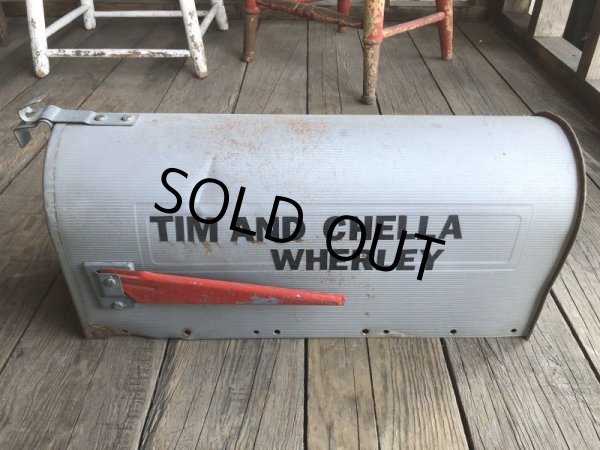 TIM AND CHELLA
WHERLEY
SOLD OUT